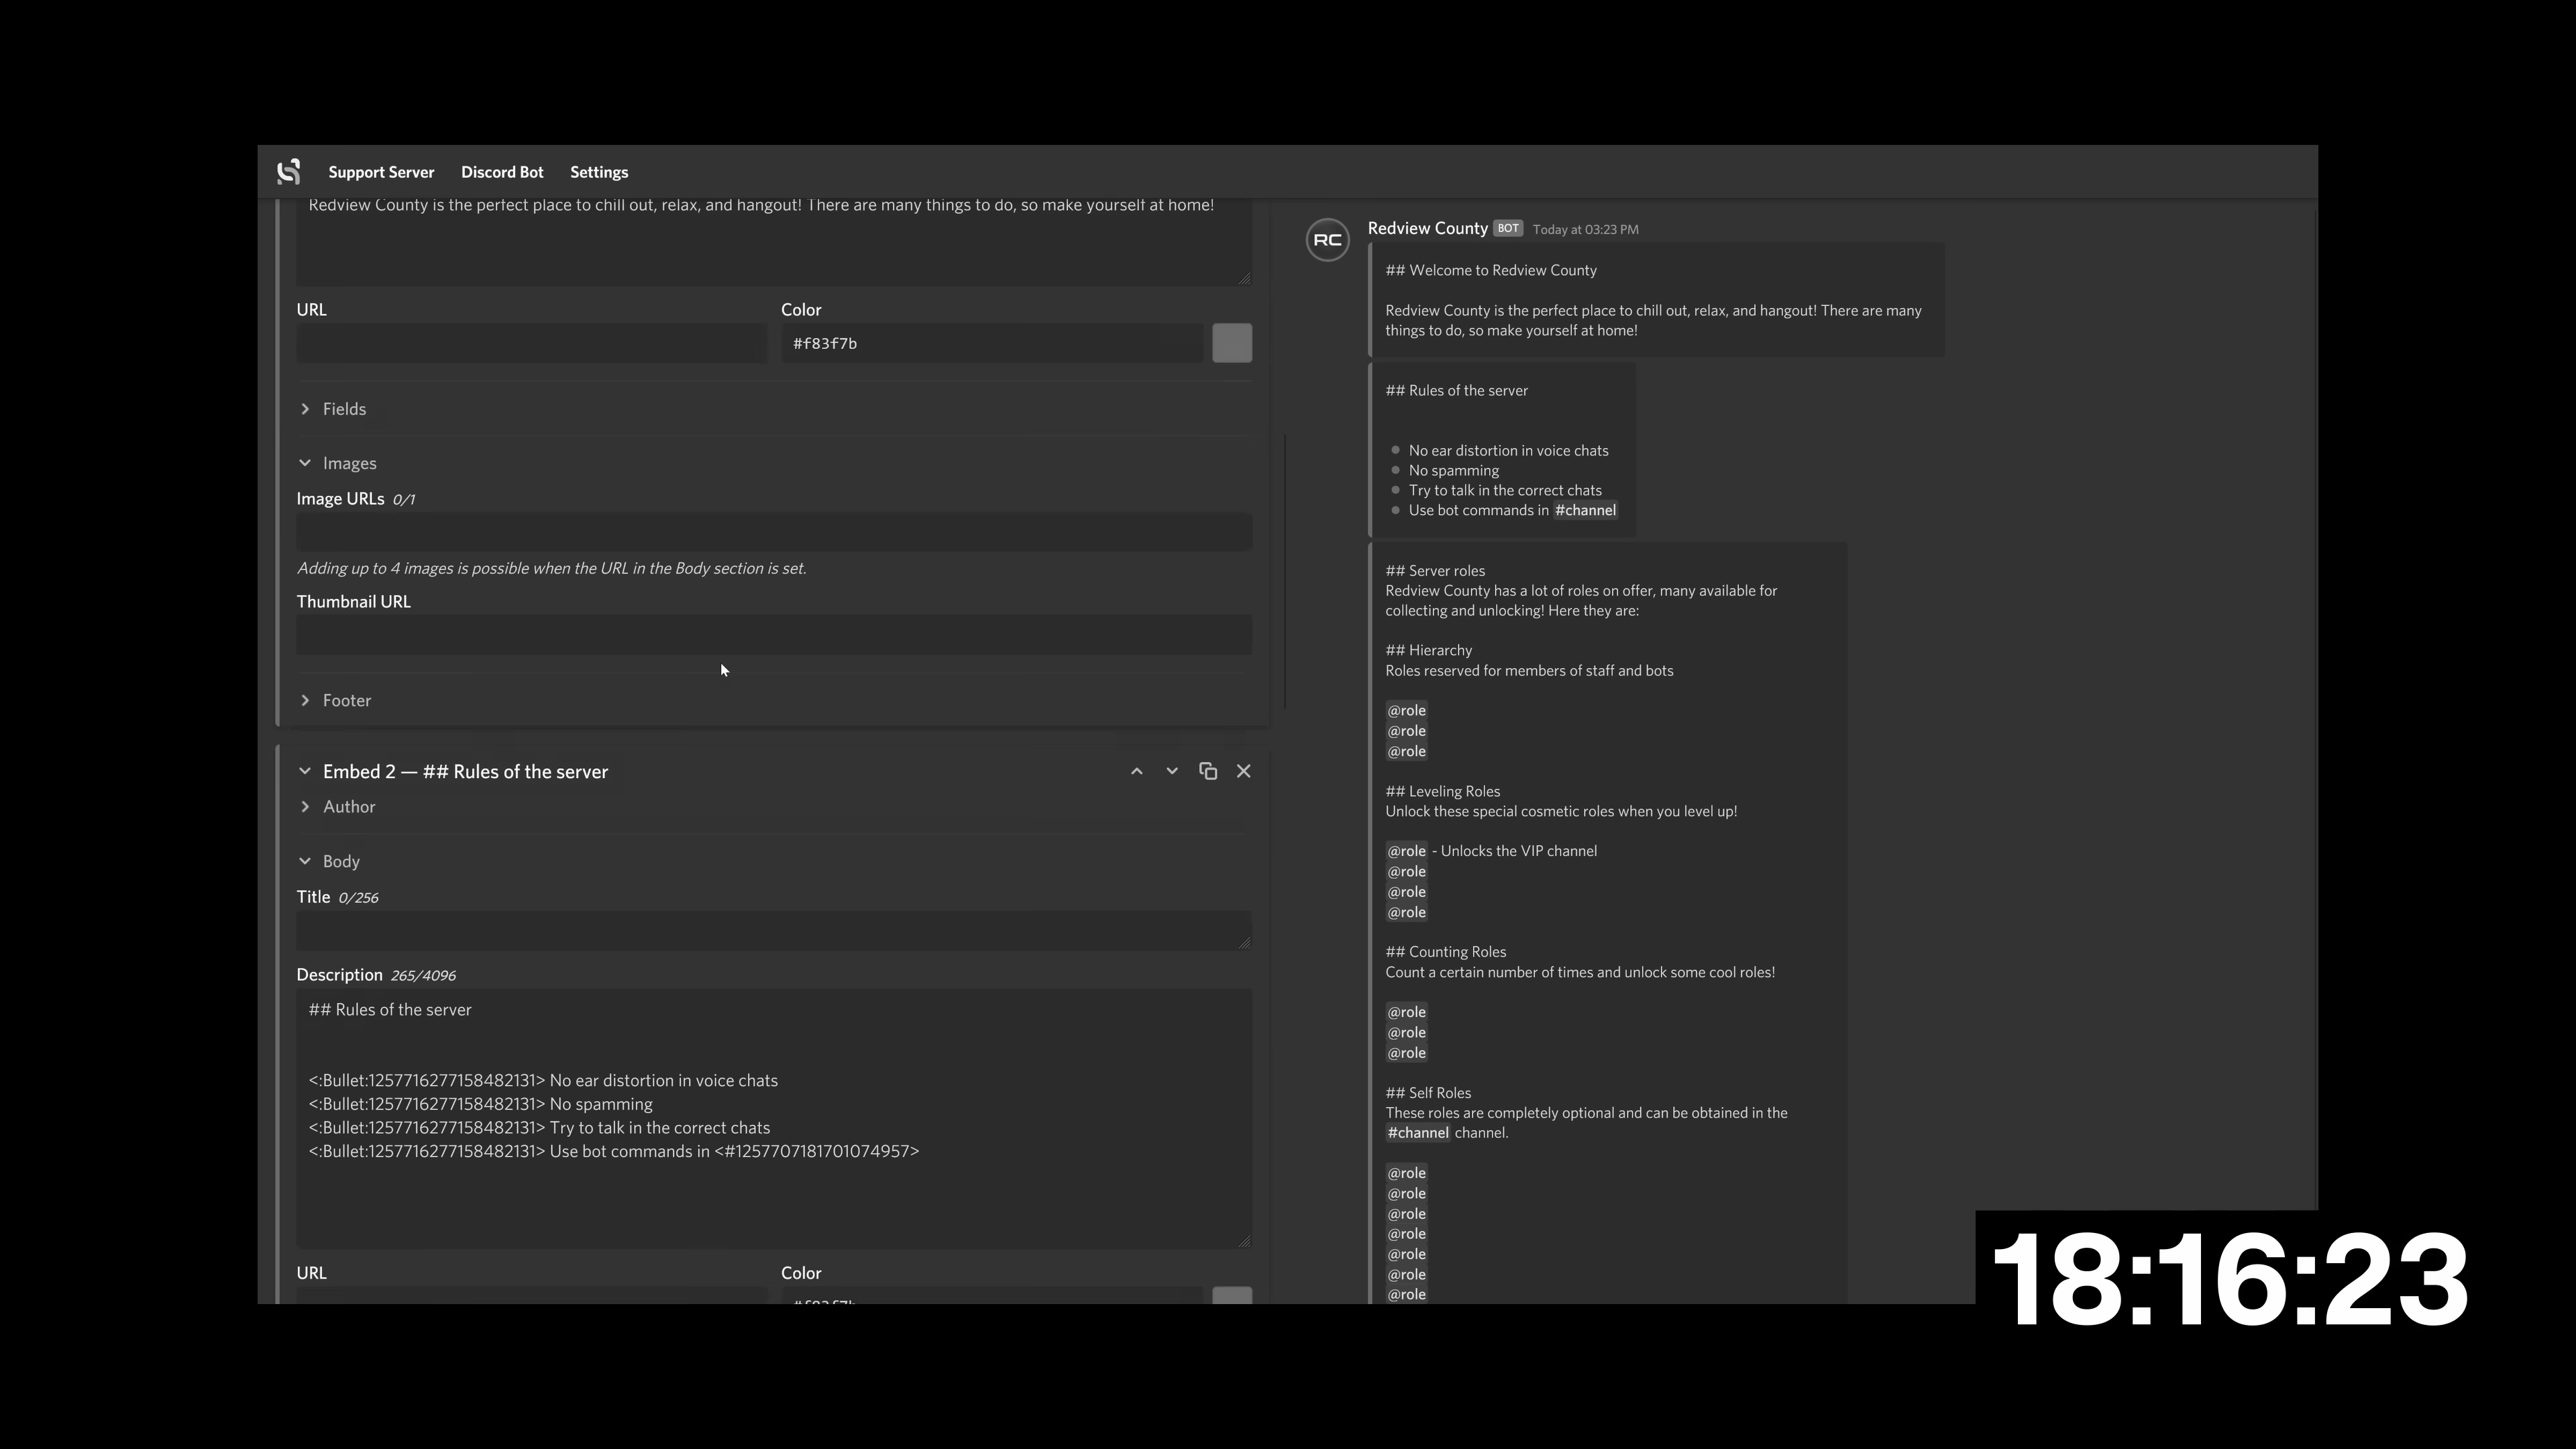 Support Server Discord Bot Settings
Redview County is the perfect place to chill out, relax, and hangout! There are many things to do, so make yourself at home!
URL Color
#f83f7b
Fields
Images
Image URLs 0/1
Adding up to 4 images is possible when the URL in the Body section is set.
Thumbnail URL
Footer
Embed 2 — ## Rules of the server
Author
Body
Title 0/256
Description 265/4096
## Rules of the server
<:Bullet:1257716277158482131> No ear distortion in voice chats
<:Bullet:1257716277158482131> No spamming
<:Bullet:1257716277158482131> Try to talk in the correct chats
<:Bullet:1257716277158482131> Use bot commands in <#1257707181701074957>
URL Color
#f83f7b
RC
Redview County BOT Today at 03:23 PM
## Welcome to Redview County
Redview County is the perfect place to chill out, relax, and hangout! There are many
things to do, so make yourself at home!
## Rules of the server
No ear distortion in voice chats
No spamming
Try to talk in the correct chats
Use bot commands in #channel
## Server roles
Redview County has a lot of roles on offer, many available for
collecting and unlocking! Here they are:
## Hierarchy
Roles reserved for members of staff and bots
@role
@role
@role
## Leveling Roles
Unlock these special cosmetic roles when you level up!
@role - Unlocks the VIP channel
@role
@role
@role
## Counting Roles
Count a certain number of times and unlock some cool roles!
@role
@role
@role
## Self Roles
These roles are completely optional and can be obtained in the
#channel channel.
@role
@role
@role
@role
@role
@role
@role
18:16:23